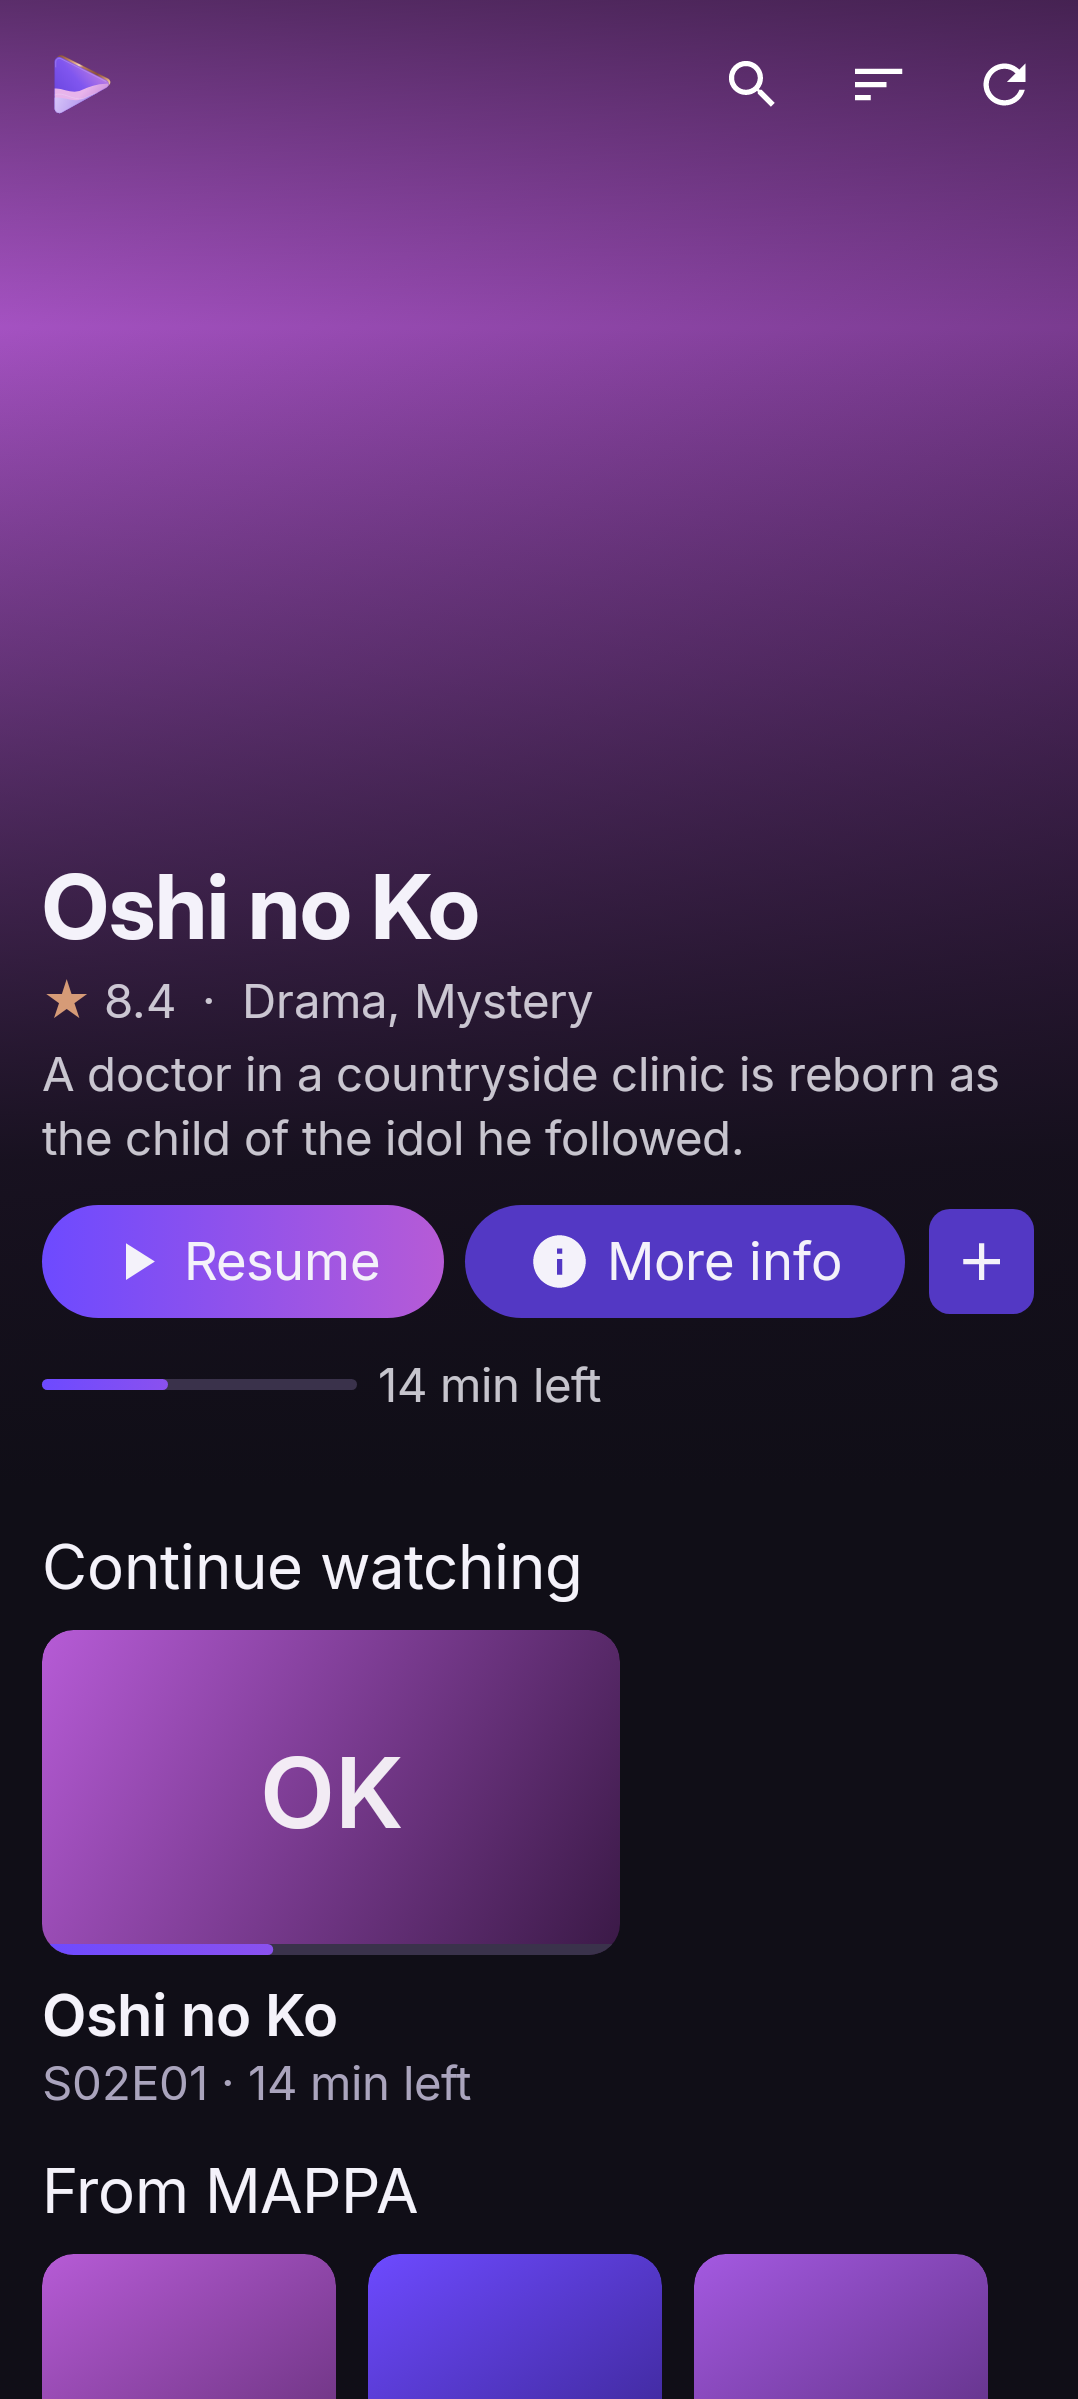 Oshi no Ko
★ 8.4 · Drama, Mystery
A doctor in a countryside clinic is reborn as
the child of the idol he followed.
Resume
More info
14 min left
Continue watching
OK
Oshi no Ko
S02E01 · 14 min left
From MAPPA